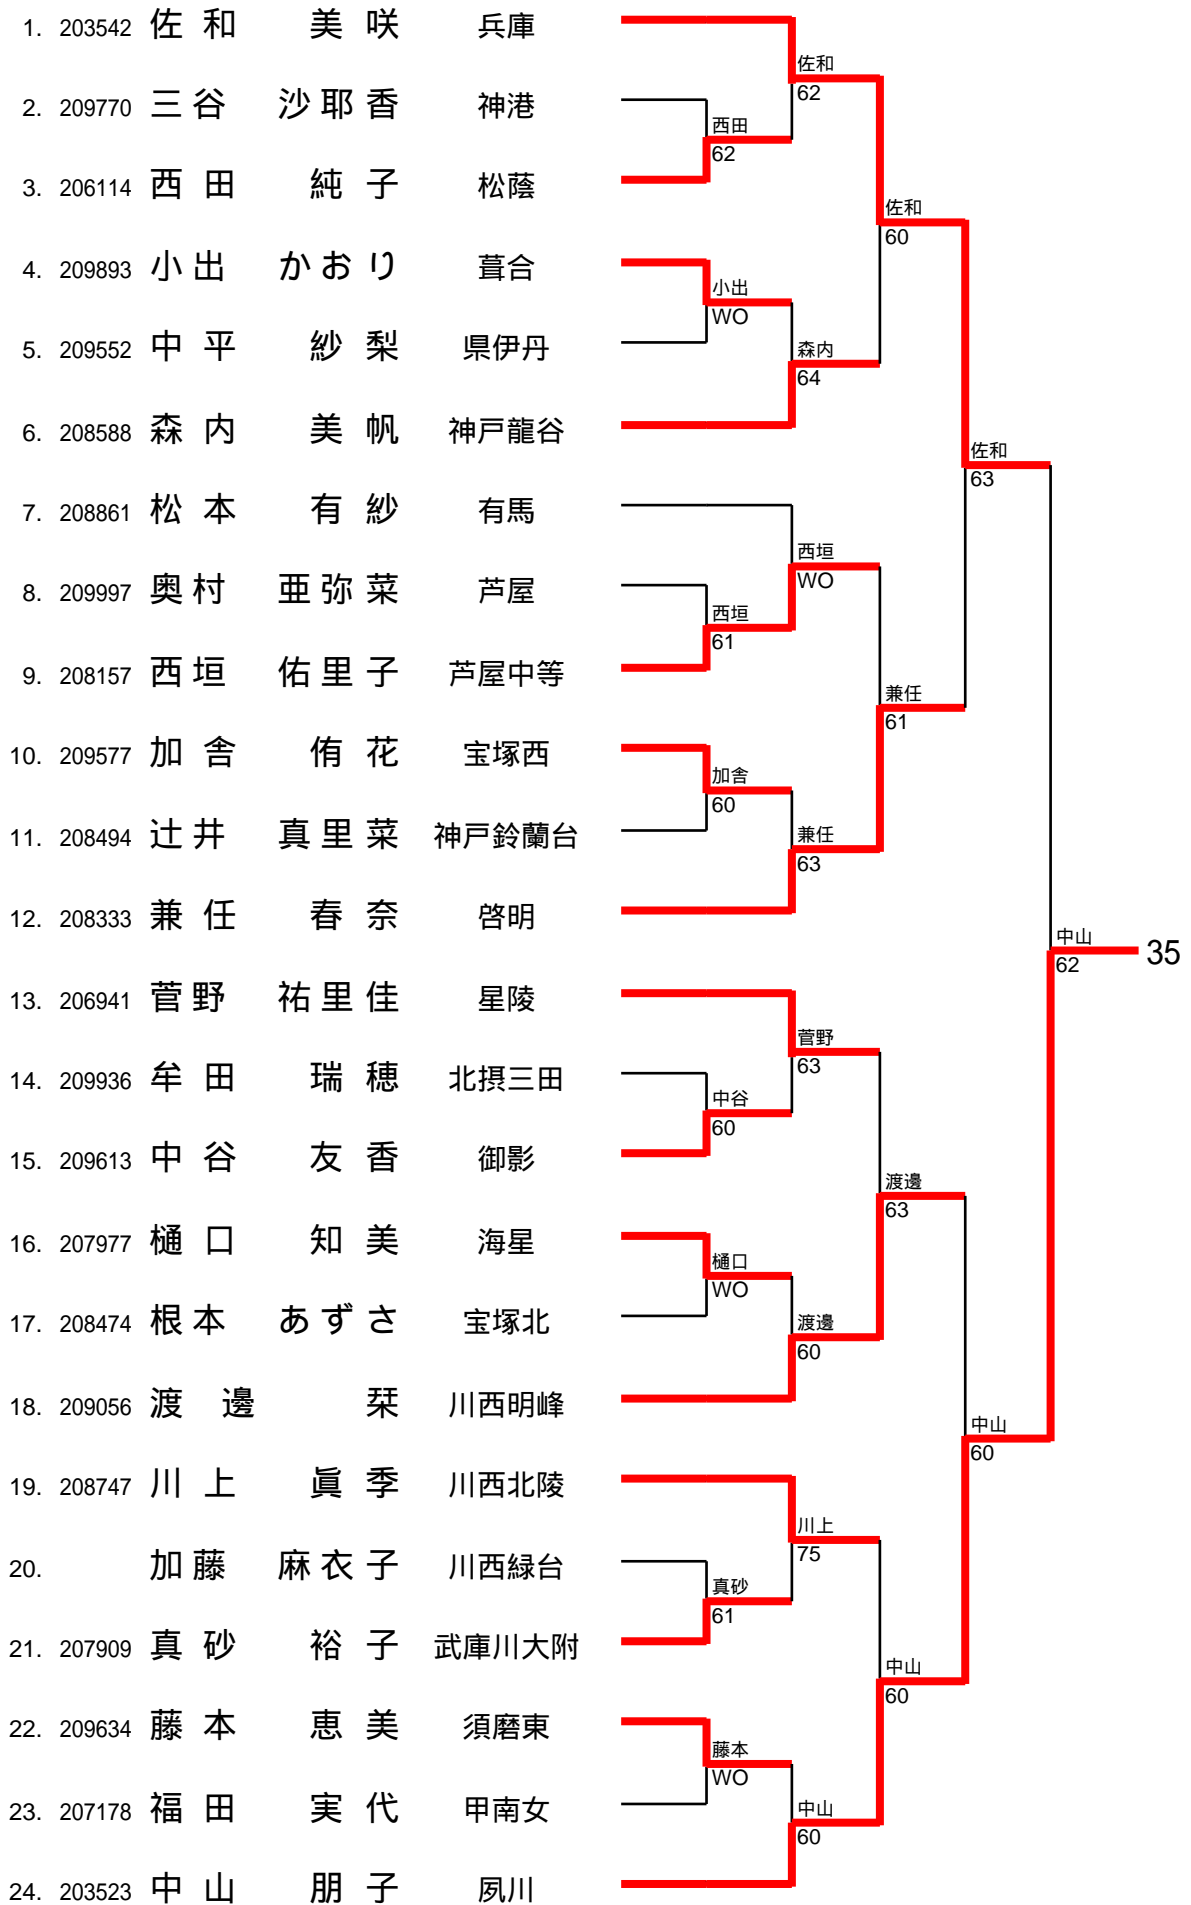 1. 203542 佐和 美咲 兵庫
佐和
62
2. 209770 三谷 沙耶香 神港
西田
62
3. 206114 西田 純子 松蔭
佐和
60
4. 209893 小出 かおり 葺合
小出
WO
5. 209552 中平 紗梨 県伊丹
森内
64
6. 208588 森内 美帆 神戸龍谷
佐和
63
7. 208861 松本 有紗 有馬
西垣
WO
8. 209997 奥村 亜弥菜 芦屋
西垣
61
9. 208157 西垣 佑里子 芦屋中等
兼任
61
10. 209577 加舎 侑花 宝塚西
加舎
60
11. 208494 辻井 真里菜 神戸鈴蘭台
兼任
63
12. 208333 兼任 春奈 啓明
中山
62
35
13. 206941 菅野 祐里佳 星陵
菅野
63
14. 209936 牟田 瑞穂 北摂三田
中谷
60
15. 209613 中谷 友香 御影
渡邊
63
16. 207977 樋口 知美 海星
樋口
WO
17. 208474 根本 あずさ 宝塚北
渡邊
60
18. 209056 渡邊 栞 川西明峰
中山
60
19. 208747 川上 眞季 川西北陵
川上
75
20. 加藤 麻衣子 川西緑台
真砂
61
21. 207909 真砂 裕子 武庫川大附
中山
60
22. 209634 藤本 恵美 須磨東
藤本
WO
23. 207178 福田 実代 甲南女
中山
60
24. 203523 中山 朋子 夙川